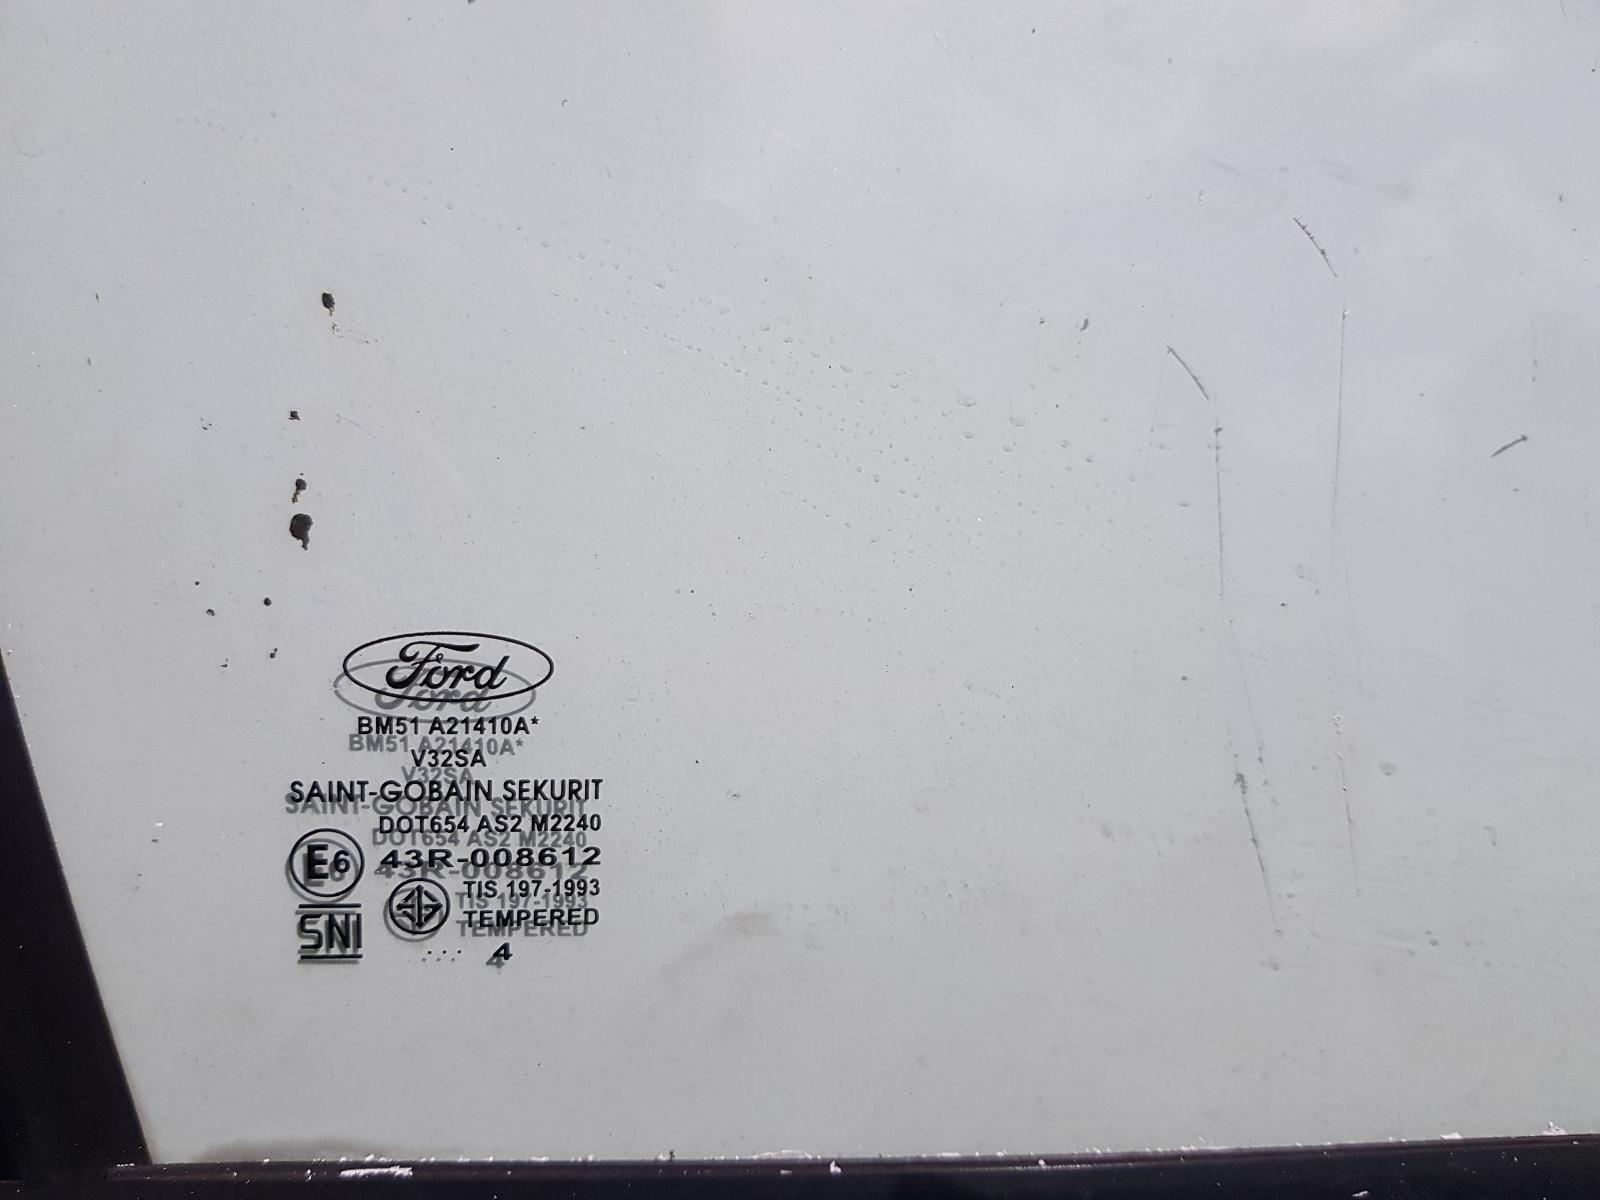 Ford
BM51 A21410A*
V32SA
SAINT-GOBAIN SEKURIT
DOT654 AS2 M2240
E6 43R-008612
TIS 197-1993
SNI TEMPERED
... 4